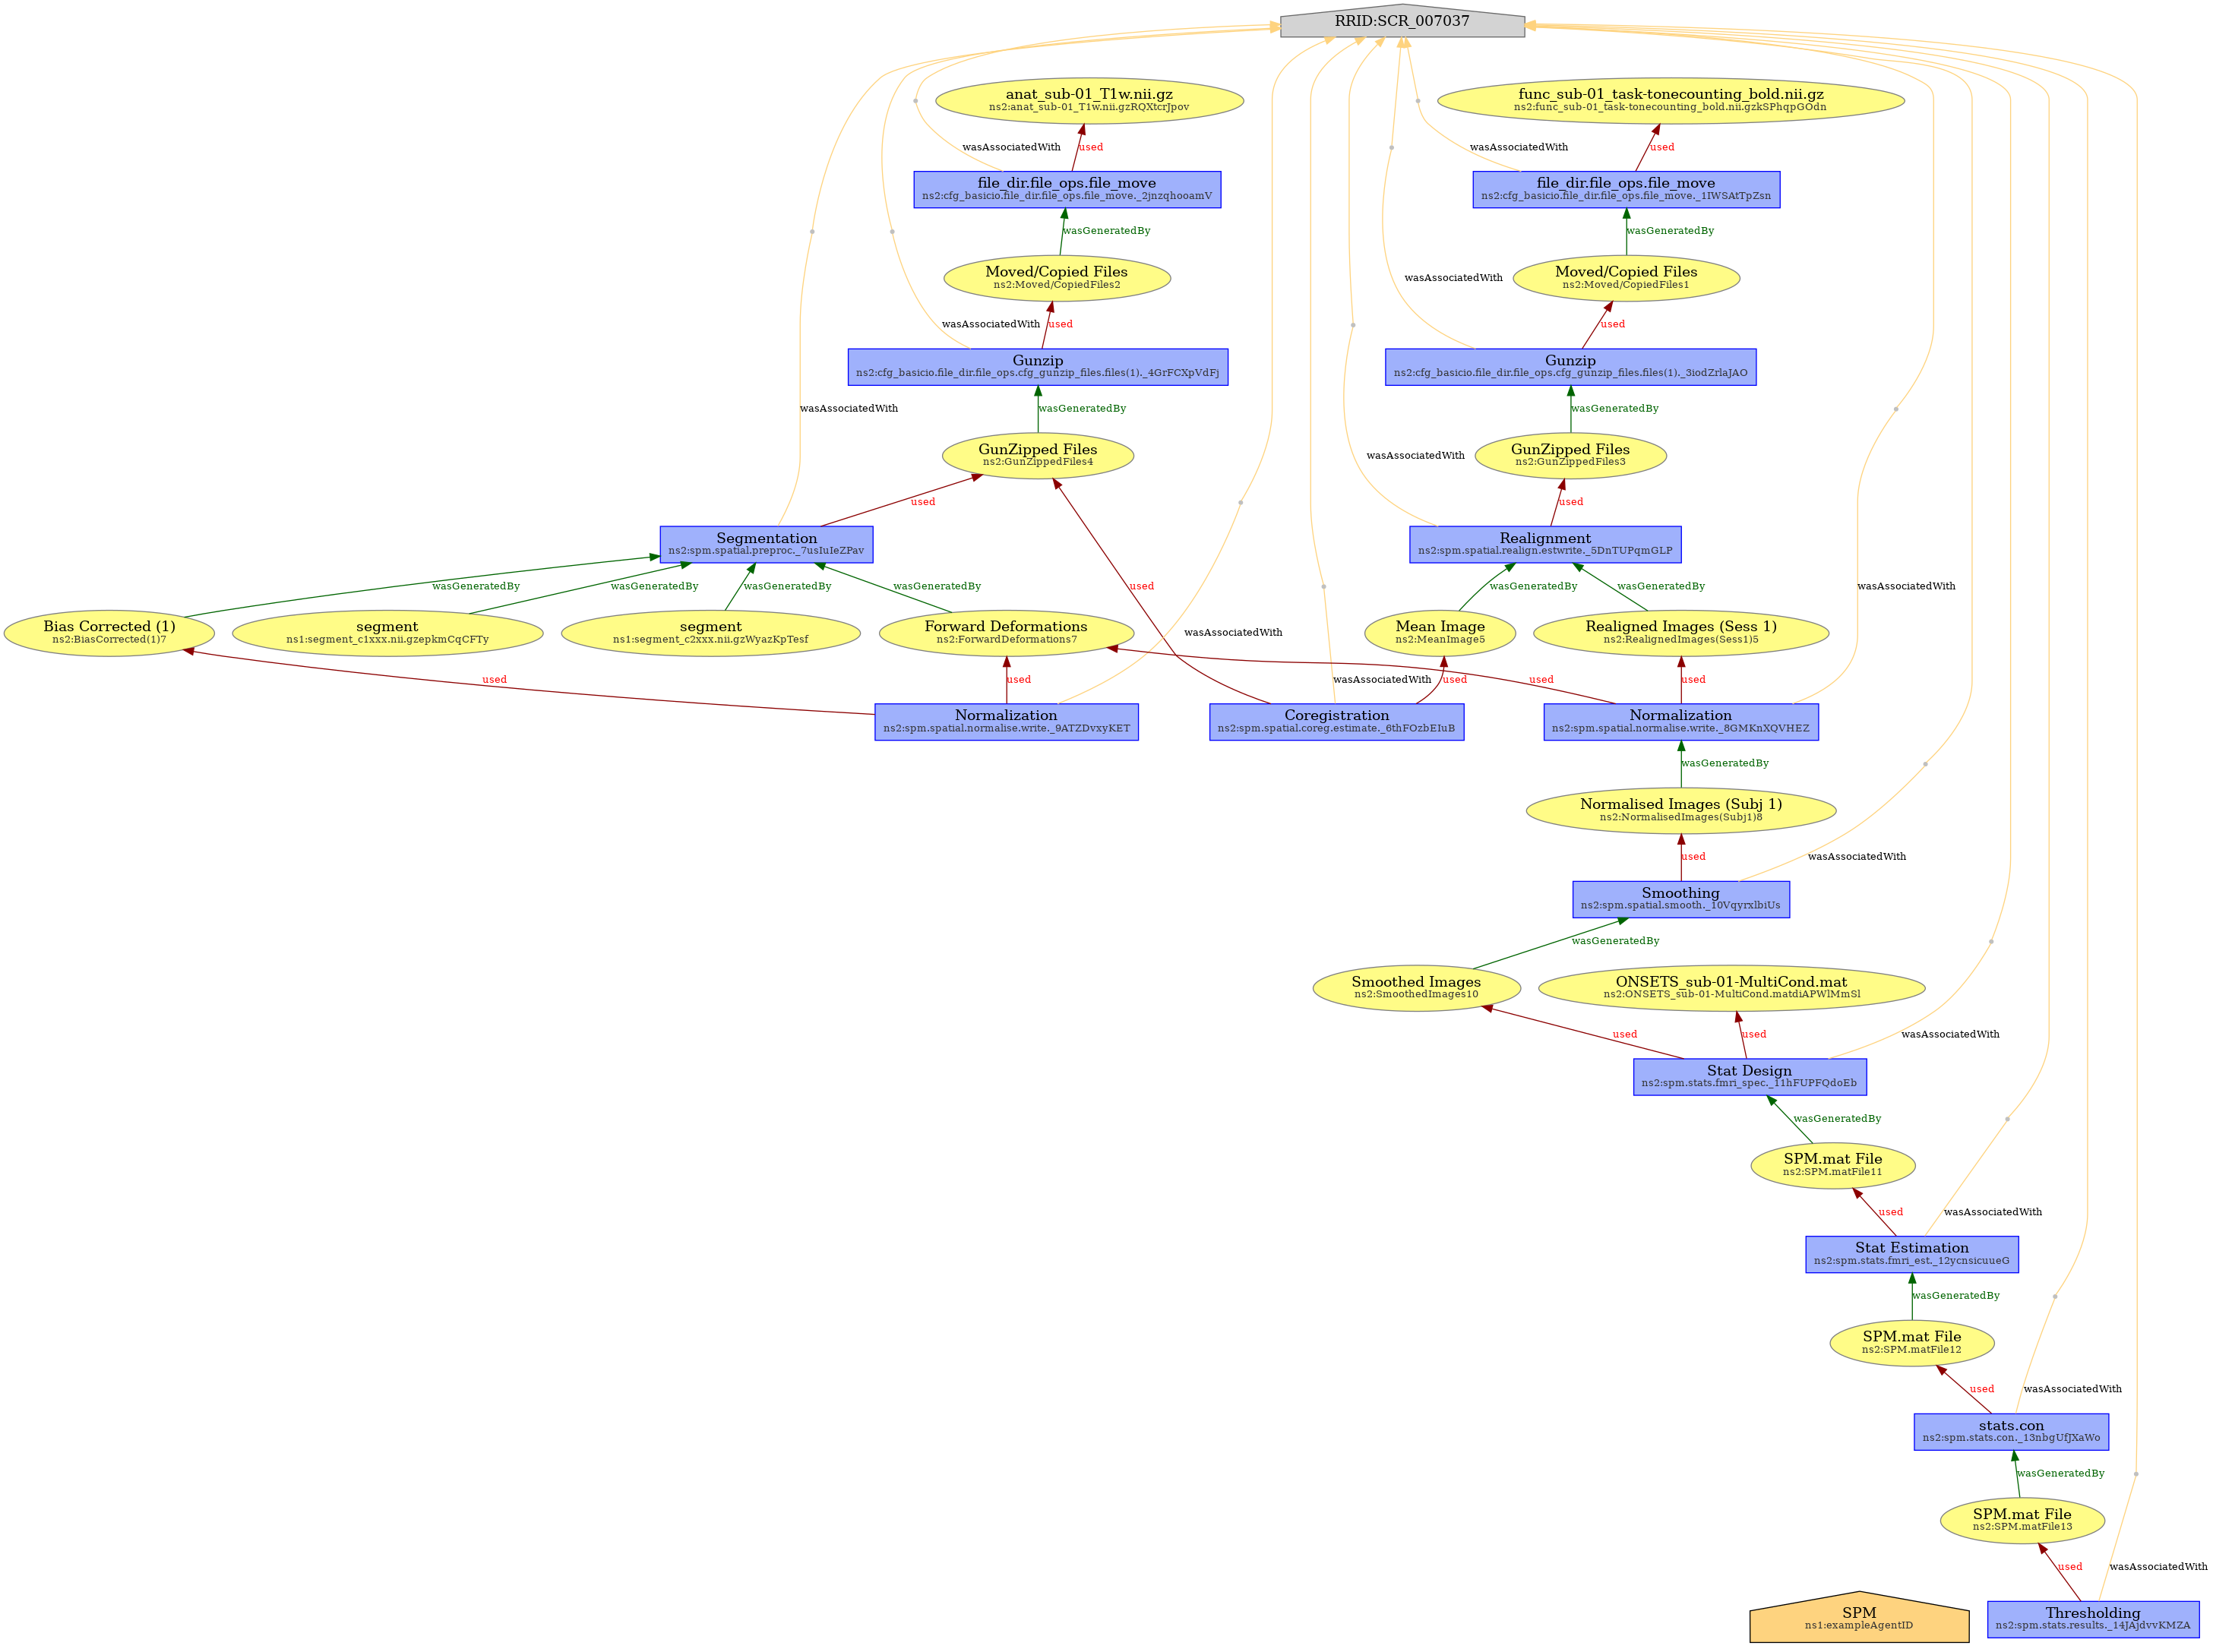 RRID:SCR_007037
anat_sub-01_T1w.nii.gz
ns2:anat_sub-01_T1w.nii.gzRQXtcrJpov
func_sub-01_task-tonecounting_bold.nii.gz
ns2:func_sub-01_task-tonecounting_bold.nii.gzkSPhqpGOdn
wasAssociatedWith
used
wasAssociatedWith
used
file_dir.file_ops.file_move
ns2:cfg_basicio.file_dir.file_ops.file_move._2jnzqhooamV
file_dir.file_ops.file_move
ns2:cfg_basicio.file_dir.file_ops.file_move._1IWSAtTpZsn
wasGeneratedBy
wasGeneratedBy
Moved/Copied Files
ns2:Moved/CopiedFiles2
wasAssociatedWith
Moved/Copied Files
ns2:Moved/CopiedFiles1
wasAssociatedWith
used
used
Gunzip
ns2:cfg_basicio.file_dir.file_ops.cfg_gunzip_files.files(1)._4GrFCXpVdFj
Gunzip
ns2:cfg_basicio.file_dir.file_ops.cfg_gunzip_files.files(1)._3iodZrlaJAO
wasAssociatedWith
wasGeneratedBy
wasGeneratedBy
GunZipped Files
ns2:GunZippedFiles4
wasAssociatedWith
GunZipped Files
ns2:GunZippedFiles3
used
used
Segmentation
ns2:spm.spatial.preproc._7usIuIeZPav
Realignment
ns2:spm.spatial.realign.estwrite._5DnTUPqmGLP
wasGeneratedBy
wasGeneratedBy
wasGeneratedBy
wasGeneratedBy
used
wasGeneratedBy
wasGeneratedBy
wasAssociatedWith
Bias Corrected (1)
ns2:BiasCorrected(1)7
segment
ns1:segment_c1xxx.nii.gzepkmCqCFTy
segment
ns1:segment_c2xxx.nii.gzWyazKpTesf
Forward Deformations
ns2:ForwardDeformations7
wasAssociatedWith
Mean Image
ns2:MeanImage5
Realigned Images (Sess 1)
ns2:RealignedImages(Sess1)5
used
used
wasAssociatedWith
used
used
used
Normalization
ns2:spm.spatial.normalise.write._9ATZDvxyKET
Coregistration
ns2:spm.spatial.coreg.estimate._6thFOzbEIuB
Normalization
ns2:spm.spatial.normalise.write._8GMKnXQVHEZ
wasGeneratedBy
Normalised Images (Subj 1)
ns2:NormalisedImages(Subj1)8
used
wasAssociatedWith
Smoothing
ns2:spm.spatial.smooth._10VqyrxlbiUs
wasGeneratedBy
Smoothed Images
ns2:SmoothedImages10
ONSETS_sub-01-MultiCond.mat
ns2:ONSETS_sub-01-MultiCond.matdiAPWlMmSl
used
used
wasAssociatedWith
Stat Design
ns2:spm.stats.fmri_spec._11hFUPFQdoEb
wasGeneratedBy
SPM.mat File
ns2:SPM.matFile11
used
wasAssociatedWith
Stat Estimation
ns2:spm.stats.fmri_est._12ycnsicuueG
wasGeneratedBy
SPM.mat File
ns2:SPM.matFile12
used
wasAssociatedWith
stats.con
ns2:spm.stats.con._13nbgUfJXaWo
wasGeneratedBy
SPM.mat File
ns2:SPM.matFile13
used
wasAssociatedWith
SPM
ns1:exampleAgentID
Thresholding
ns2:spm.stats.results._14JAjdvvKMZA